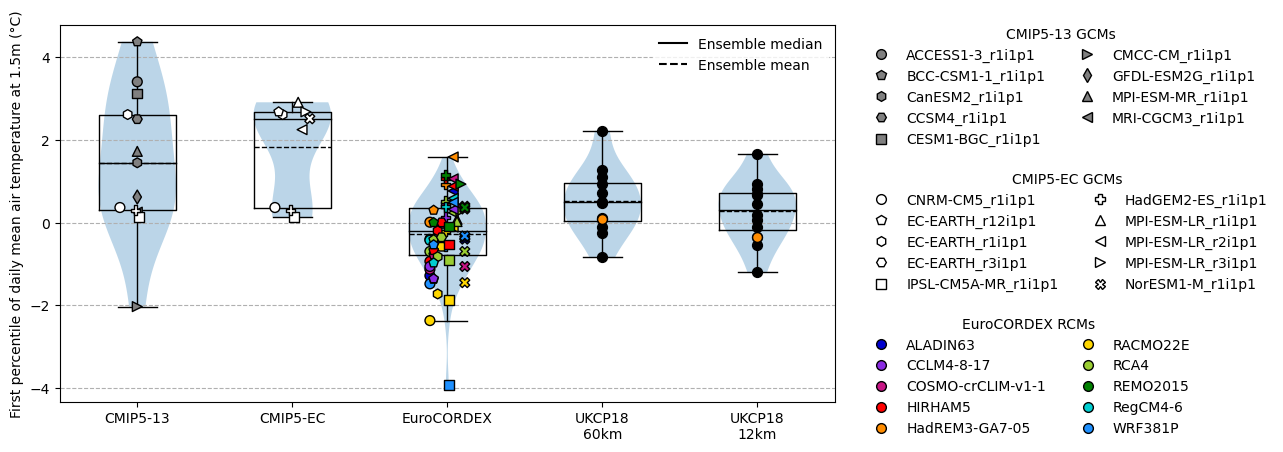 First percentile of daily mean air temperature at 1.5m (°C)
4
2
0
−2
−4
Ensemble median
Ensemble mean
CMIP5-13
CMIP5-EC
EuroCORDEX
UKCP18
60km
UKCP18
12km
CMIP5-13 GCMs
ACCESS1-3_r1i1p1
BCC-CSM1-1_r1i1p1
CanESM2_r1i1p1
CCSM4_r1i1p1
CESM1-BGC_r1i1p1
CMCC-CM_r1i1p1
GFDL-ESM2G_r1i1p1
MPI-ESM-MR_r1i1p1
MRI-CGCM3_r1i1p1
CMIP5-EC GCMs
CNRM-CM5_r1i1p1
EC-EARTH_r12i1p1
EC-EARTH_r1i1p1
EC-EARTH_r3i1p1
IPSL-CM5A-MR_r1i1p1
HadGEM2-ES_r1i1p1
MPI-ESM-LR_r1i1p1
MPI-ESM-LR_r2i1p1
MPI-ESM-LR_r3i1p1
NorESM1-M_r1i1p1
EuroCORDEX RCMs
ALADIN63
CCLM4-8-17
COSMO-crCLIM-v1-1
HIRHAM5
HadREM3-GA7-05
RACMO22E
RCA4
REMO2015
RegCM4-6
WRF381P